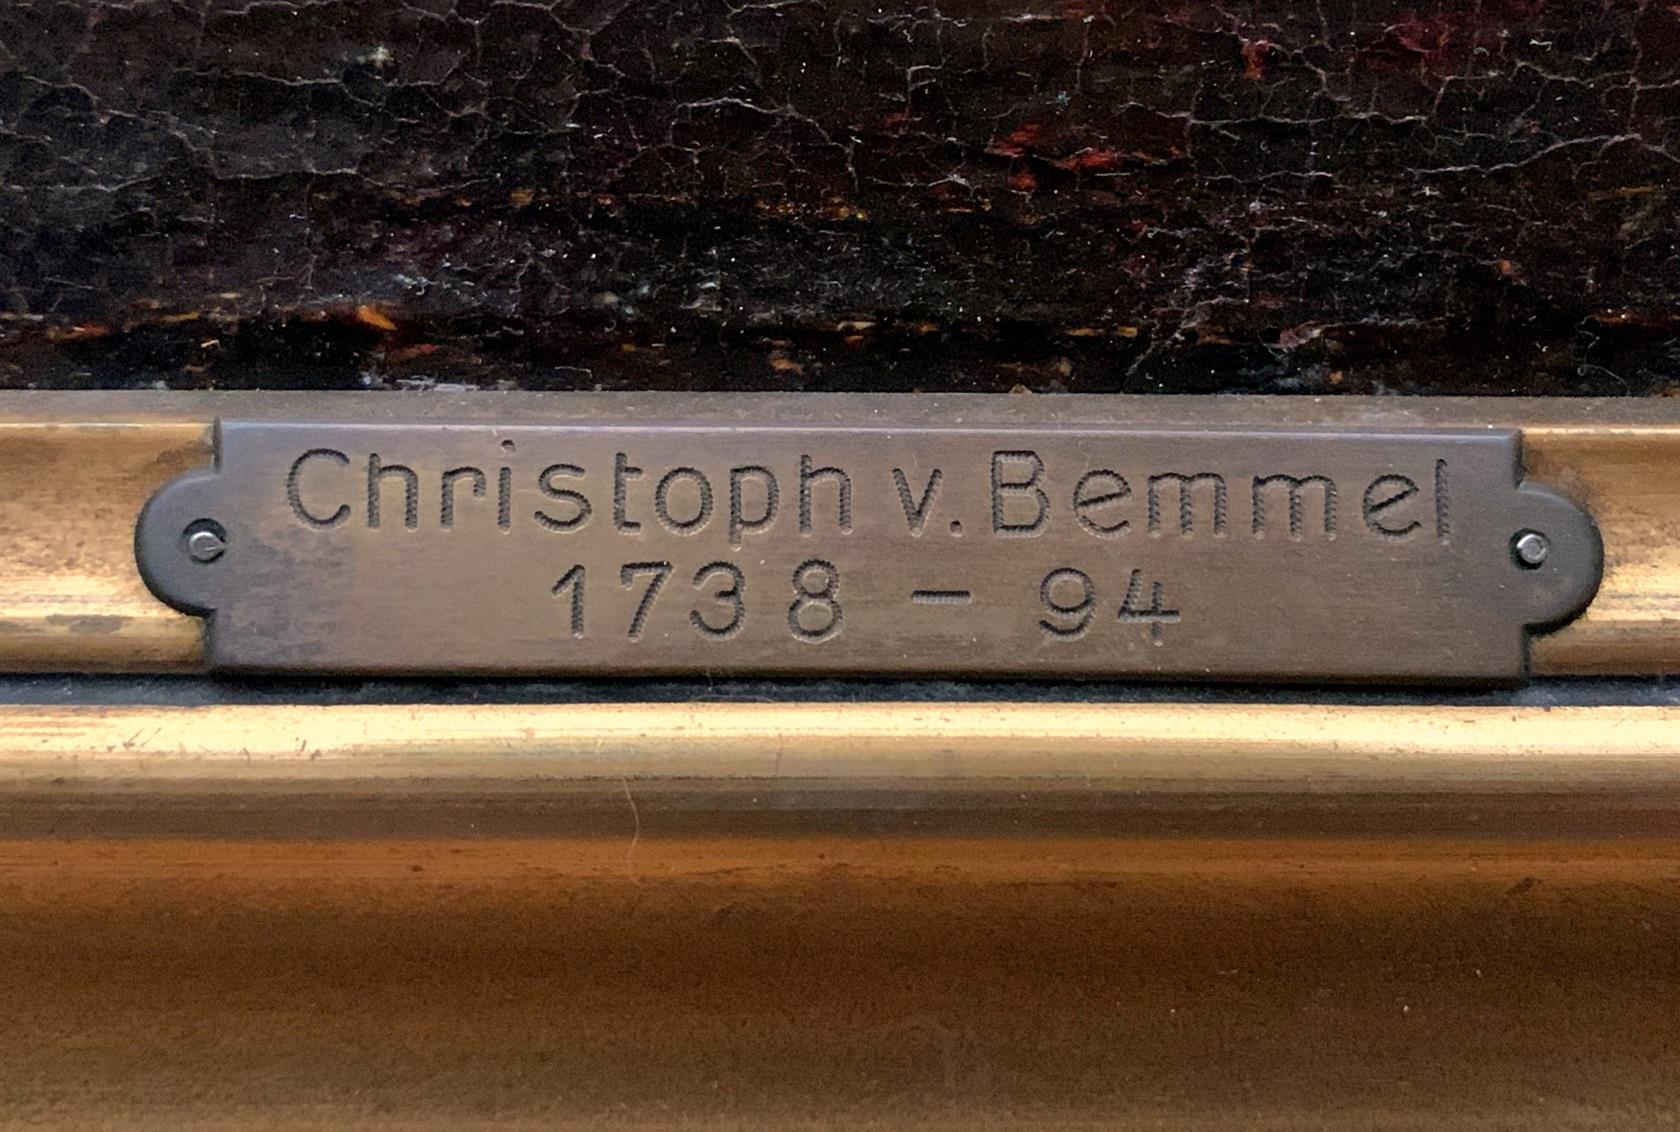 Christoph v. Bemmel
1738 – 94